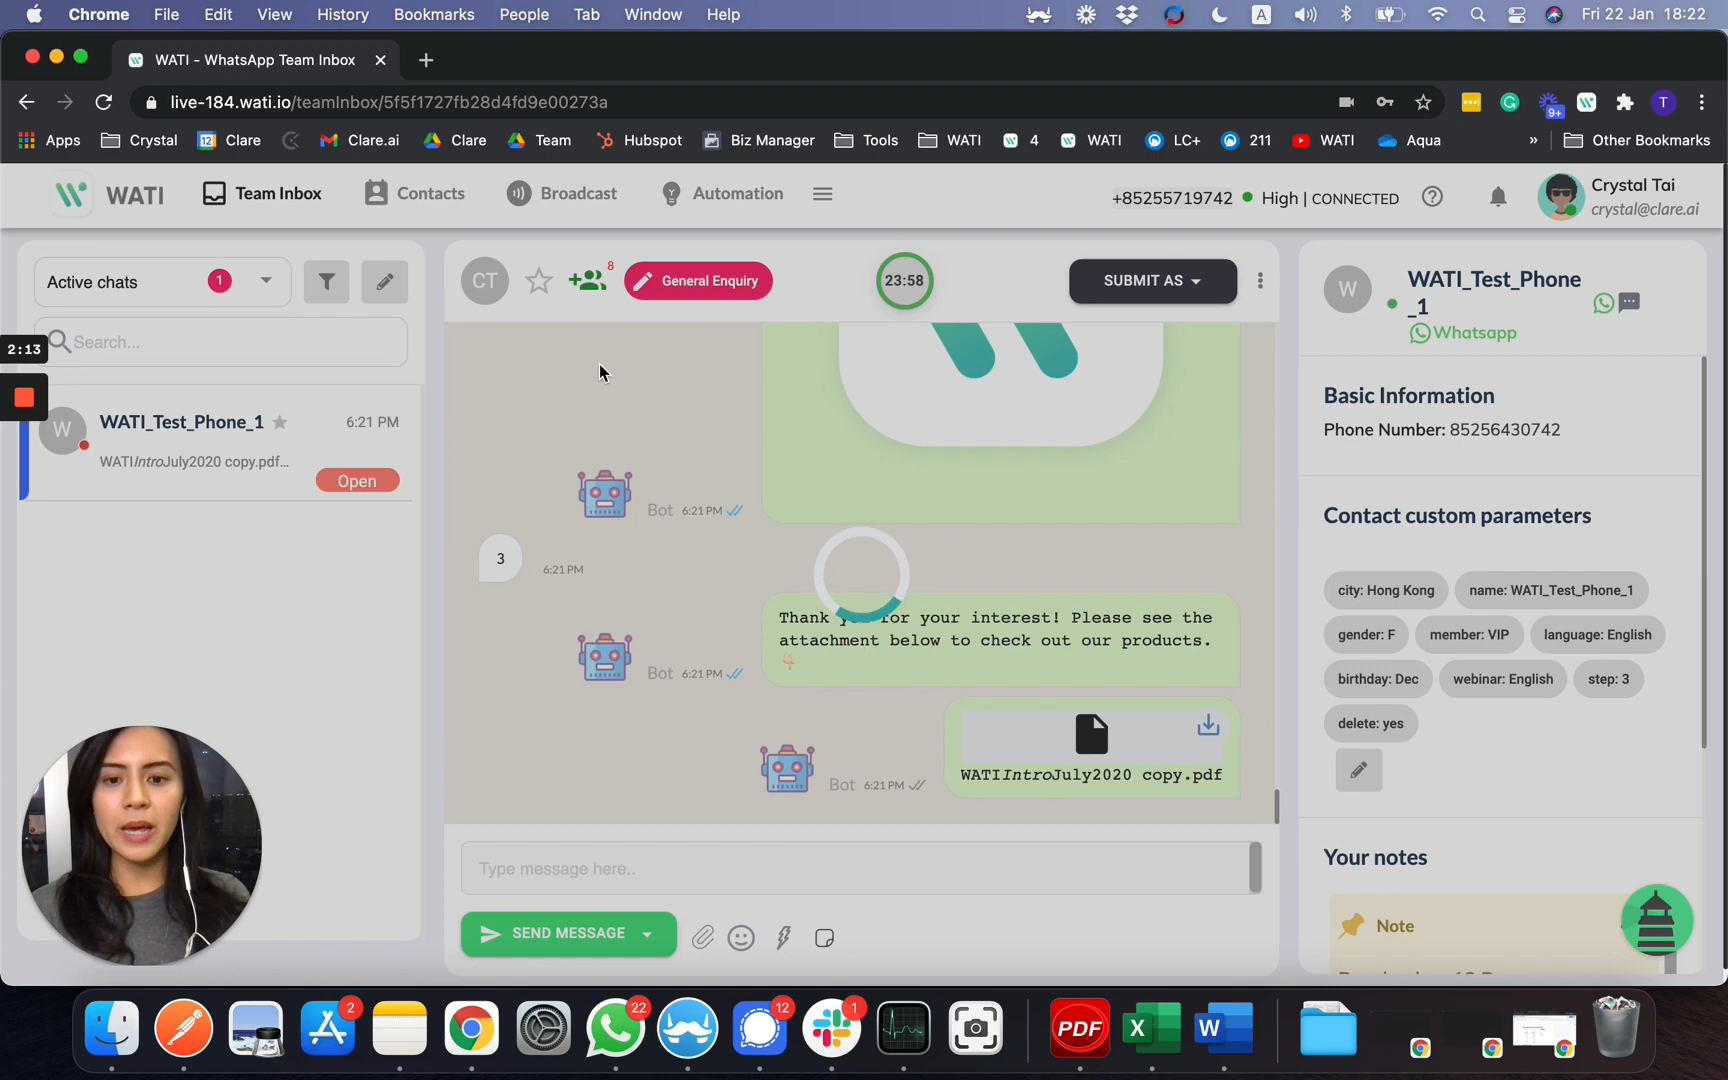 Chrome File Edit View History Bookmarks People Tab Window Help
A Fri 22 Jan 18:22
WATI - WhatsApp Team Inbox
live-184.wati.io/teamInbox/5f5f1727fb28d4fd9e00273a
9+ T
Apps Crystal 12 Clare Clare.ai Clare Team Hubspot Biz Manager Tools WATI 4 WATI LC+ 211 WATI Aqua » Other Bookmarks
WATI Team Inbox Contacts Broadcast Automation
+85255719742 High | CONNECTED
Crystal Tai
crystal@clare.ai
Active chats 1
Search...
2:13
W WATI_Test_Phone_1 6:21 PM
WATIIntroJuly2020 copy.pdf...
Open
CT 8 General Enquiry 23:58 SUBMIT AS
Bot 6:21 PM
3 6:21 PM
Thank for your interest! Please see the
attachment below to check out our products.
Bot 6:21 PM
WATIIntroJuly2020 copy.pdf
Bot 6:21 PM
Type message here..
SEND MESSAGE
W WATI_Test_Phone
_1
Whatsapp
Basic Information
Phone Number: 85256430742
Contact custom parameters
city: Hong Kong name: WATI_Test_Phone_1
gender: F member: VIP language: English
birthday: Dec webinar: English step: 3
delete: yes
Your notes
Note
2 22 12 1 PDF X W